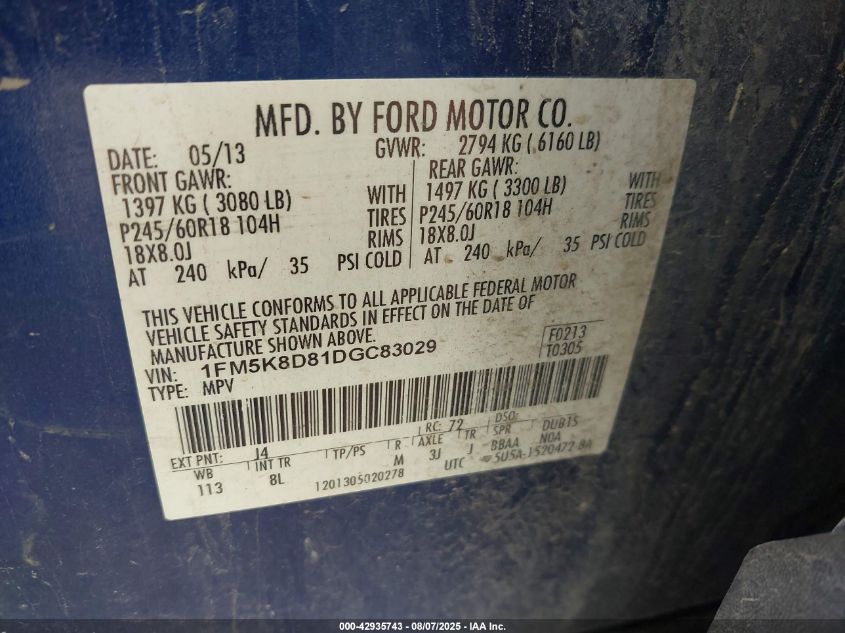 MFD. BY FORD MOTOR CO.
DATE: 05/13 GVWR: 2794 KG ( 6160 LB)
FRONT GAWR: REAR GAWR:
1397 KG ( 3080 LB) WITH 1497 KG ( 3300 LB) WITH
P245/60R18 104H TIRES P245/60R18 104H TIRES
18X8.0J RIMS 18X8.0J RIMS
AT 240 kPa/ 35 PSI COLD AT 240 kPa/ 35 PSI COLD
THIS VEHICLE CONFORMS TO ALL APPLICABLE FEDERAL MOTOR
VEHICLE SAFETY STANDARDS IN EFFECT ON THE DATE OF
MANUFACTURE SHOWN ABOVE.
VIN: 1FM5K8D81DGC83029 F0213
TYPE: MPV T0305
EXT PNT: J4 RC: 72 DSO:
WB INT TR TP/PS R AXLE TR SPR DUB1S
113 8L M 3J J BBAA NOA
1201305020278 UTC 5U5A-1520472-BA
000-42935743 - 08/07/2025 - IAA Inc.